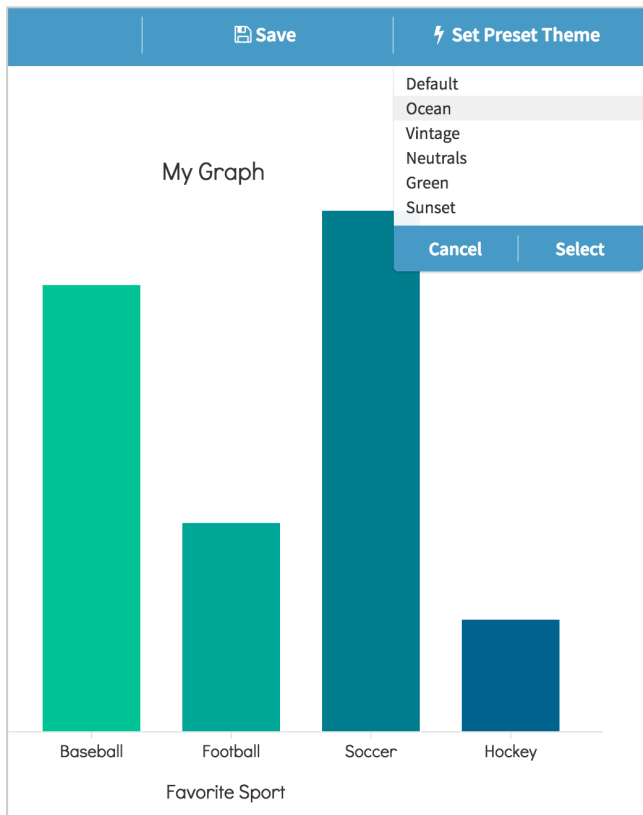 Save
Set Preset Theme
Default
Ocean
Vintage
Neutrals
Green
Sunset
Cancel
Select
My Graph
Baseball
Football
Soccer
Hockey
Favorite Sport